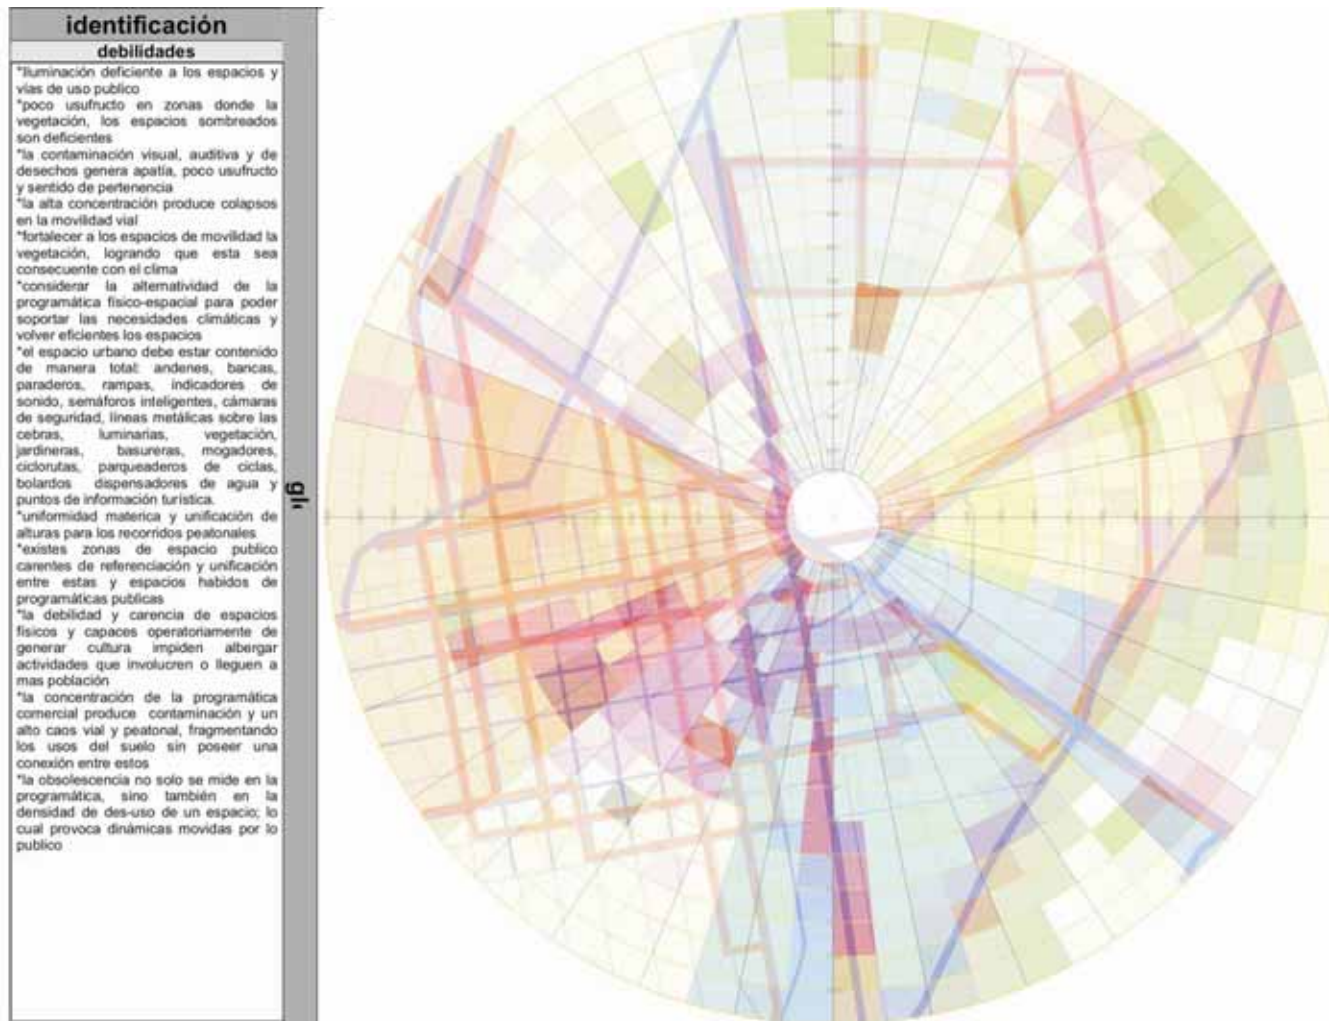 identificación
debilidades
*Iluminación deficiente a los espacios y
vías de uso publico
*poco usufructo en zonas donde la
vegetación, los espacios sombreados
son deficientes
*la contaminación visual, auditiva y de
desechos genera apatía, poco usufructo
y sentido de pertenencia
*la alta concentración produce colapsos
en la movilidad vial
*fortalecer a los espacios de movilidad la
vegetación, logrando que esta sea
consecuente con el clima
*considerar la alternatividad de la
programática físico-espacial para poder
soportar las necesidades climáticas y
volver eficientes los espacios
*el espacio urbano debe estar contenido
de manera total: andenes, bancas,
paraderos, rampas, indicadores de
sonido, semáforos inteligentes, cámaras
de seguridad, líneas metálicas sobre las
cebras, luminarias, vegetación,
jardineras, basureras, mogadores,
ciclorutas, parqueaderos de ciclas,
bolardos dispensadores de agua y
puntos de información turística.
*uniformidad materica y unificación de
alturas para los recorridos peatonales
*existes zonas de espacio publico
carentes de referenciación y unificación
entre estas y espacios habidos de
programáticas publicas
*la debilidad y carencia de espacios
físicos y capaces operatoriamente de
generar cultura impiden albergar
actividades que involucren o lleguen a
mas población
*la concentración de la programática
comercial produce contaminación y un
alto caos vial y peatonal, fragmentando
los usos del suelo sin poseer una
conexión entre estos
*la obsolescencia no solo se mide en la
programática, sino también en la
densidad de des-uso de un espacio; lo
cual provoca dinámicas movidas por lo
publico